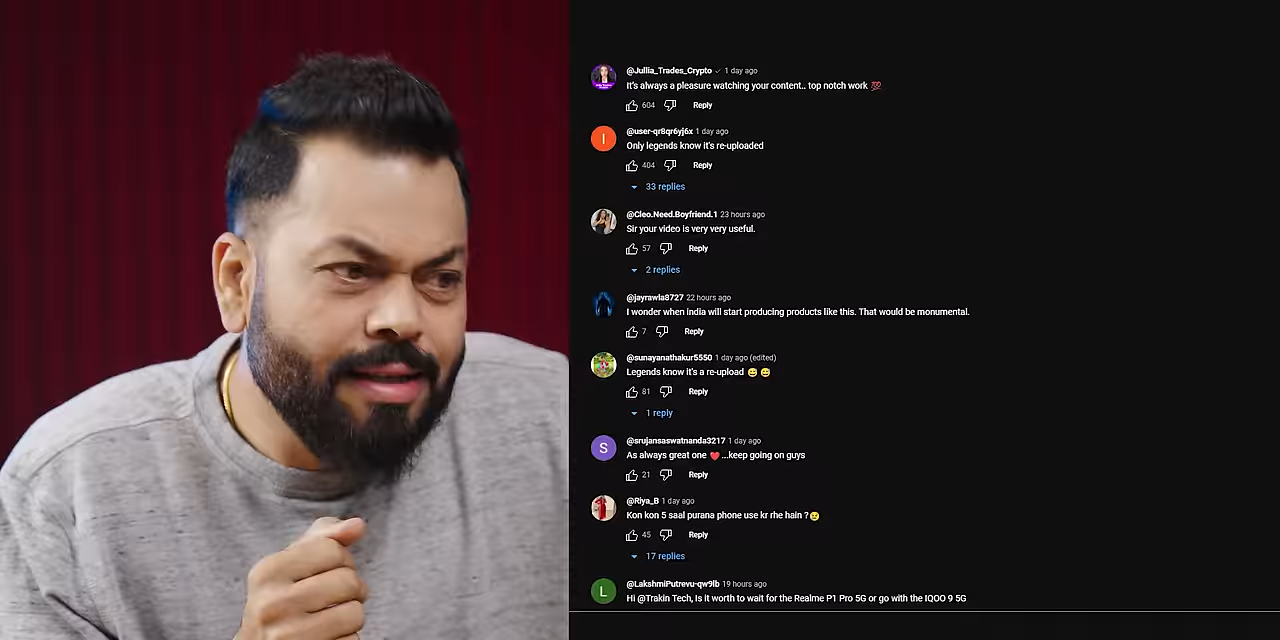 @Jullia_Trades_Crypto 1 day ago
It's always a pleasure watching your content.. top notch work 💯
604 Reply
@user-qr8qr6yj6x 1 day ago
Only legends know it's re-uploaded
404 Reply
33 replies
@Cleo.Need.Boyfriend.1 23 hours ago
Sir your video is very very useful.
57 Reply
2 replies
@jayrawla8727 22 hours ago
I wonder when india will start producing products like this. That would be monumental.
7 Reply
@sunayanathakur5550 1 day ago (edited)
Legends know it's a re-upload 😅 😅
81 Reply
1 reply
S
@srujansaswatnanda3217 1 day ago
As always great one ❤️ ...keep going on guys
21 Reply
@Riya_B 1 day ago
Kon kon 5 saal purana phone use kr rhe hain ?😢
45 Reply
17 replies
L
@LakshmiPutrevu-qw9lb 19 hours ago
Hi @Trakin Tech, Is it worth to wait for the Realme P1 Pro 5G or go with the IQOO 9 5G